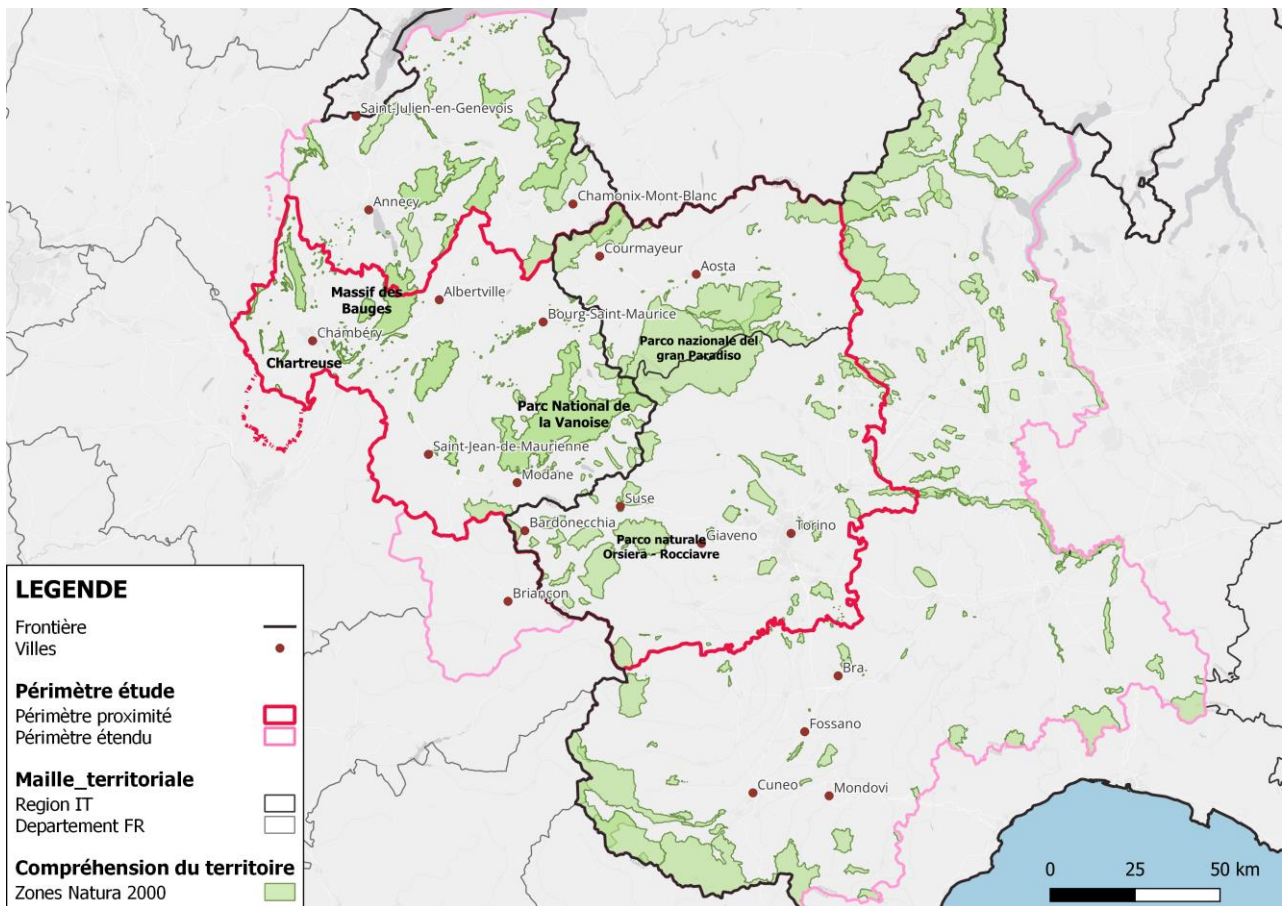 Saint-Julien-en-Genevois
Annecy
Chamonix-Mont-Blanc
Courmayeur
Aosta
Massif des
Bauges
Albertville
Bourg-Saint-Maurice
Chambéry
Chartreuse
Parco nazionale del
gran Paradiso
Parc National de
la Vanoise
Saint-Jean-de-Maurienne
Modane
Suse
Bardonecchia
Parco naturale
Orsiera - Rocciavre
Giaveno
Torino
Briançon
Bra
Fossano
Cuneo
Mondovi
LEGENDE
Frontière
Villes
Périmètre étude
Périmètre proximité
Périmètre étendu
Maille_territoriale
Region IT
Departement FR
Compréhension du territoire
Zones Natura 2000
0 25 50 km